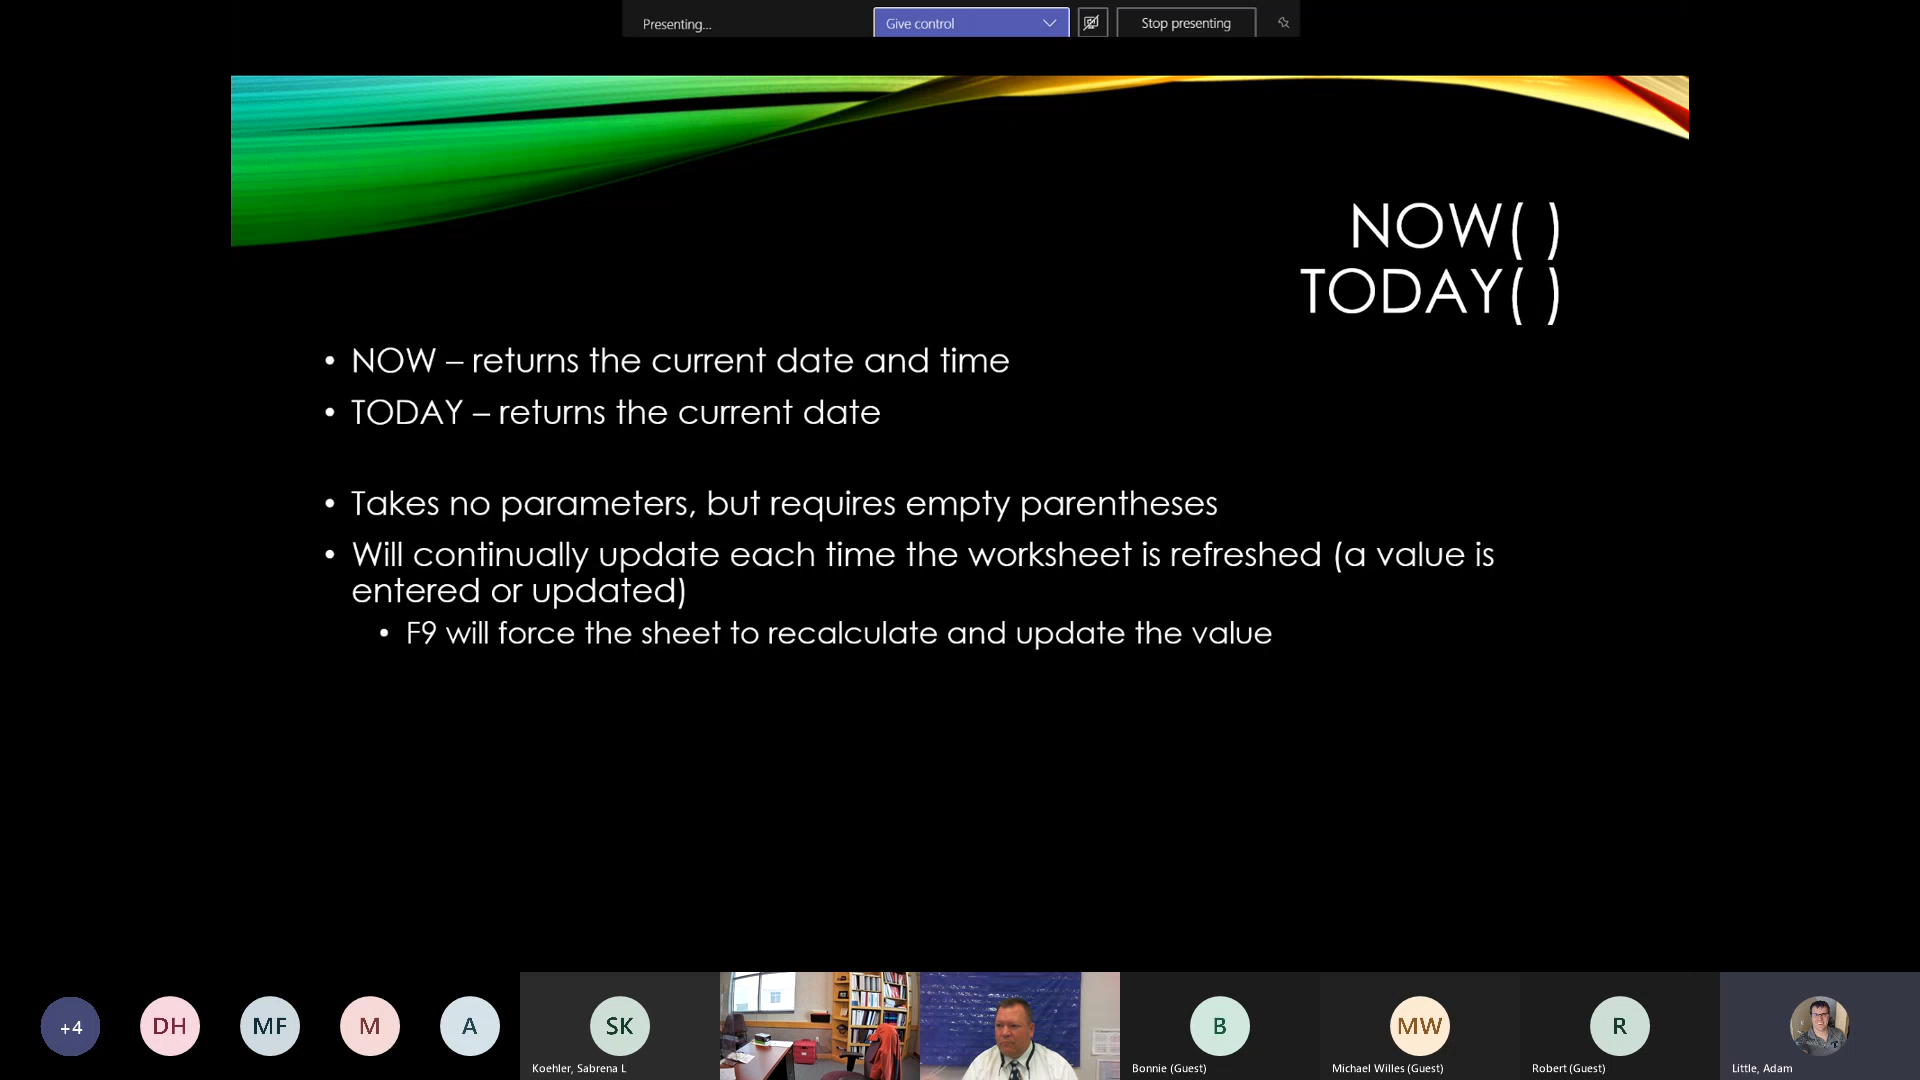 Presenting...
Give control
Stop presenting
NOW( )
TODAY( )
• NOW – returns the current date and time
• TODAY – returns the current date
• Takes no parameters, but requires empty parentheses
• Will continually update each time the worksheet is refreshed (a value is
entered or updated)
• F9 will force the sheet to recalculate and update the value
+4
DH
MF
M
A
SK
B
MW
R
Koehler, Sabrena L
Bonnie (Guest)
Michael Willes (Guest)
Robert (Guest)
Little, Adam